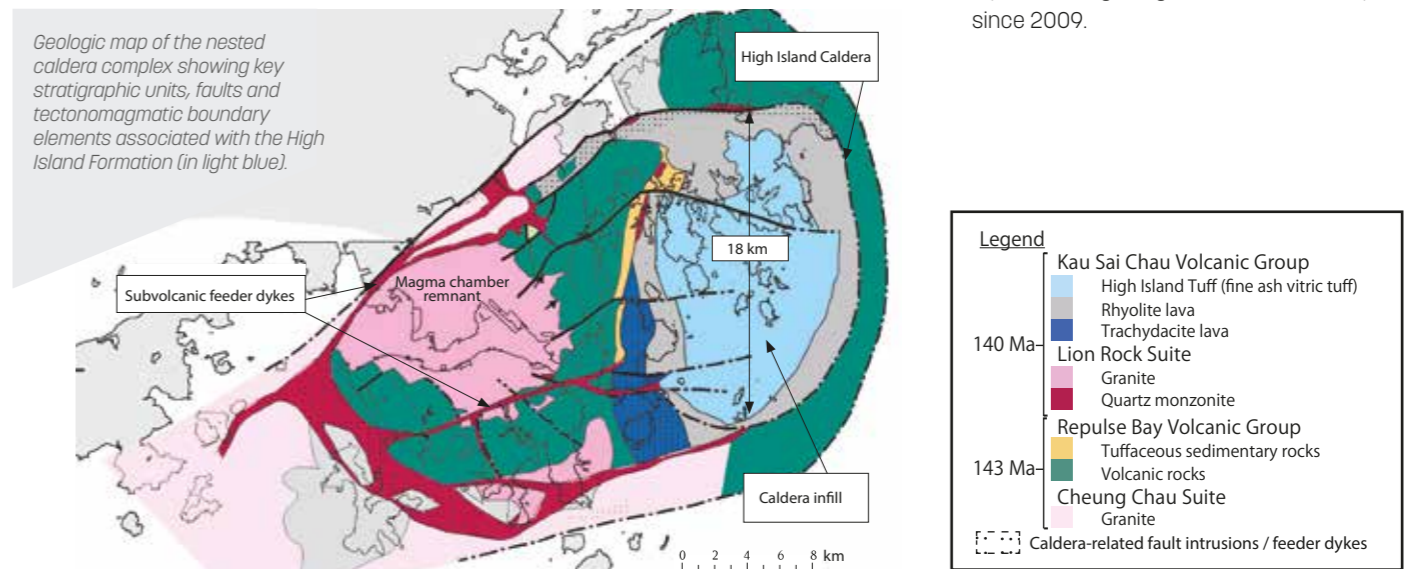 Geologic map of the nested
caldera complex showing key
stratigraphic units, faults and
tectonomagmatic boundary
elements associated with the High
Island Formation (in light blue).
since 2009.
High Island Caldera
18 km
Subvolcanic feeder dykes
Magma chamber
remnant
Caldera infill
0 2 4 6 8 km
Legend
Kau Sai Chau Volcanic Group
High Island Tuff (fine ash vitric tuff)
Rhyolite lava
Trachydacite lava
140 Ma
Lion Rock Suite
Granite
Quartz monzonite
Repulse Bay Volcanic Group
Tuffaceous sedimentary rocks
143 Ma
Volcanic rocks
Cheung Chau Suite
Granite
Caldera-related fault intrusions / feeder dykes